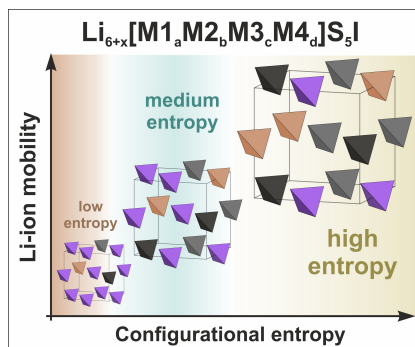 Li6+x[M1aM2bM3cM4d]S5I
medium
entropy
low
entropy
high
entropy
Li-ion mobility
Configurational entropy